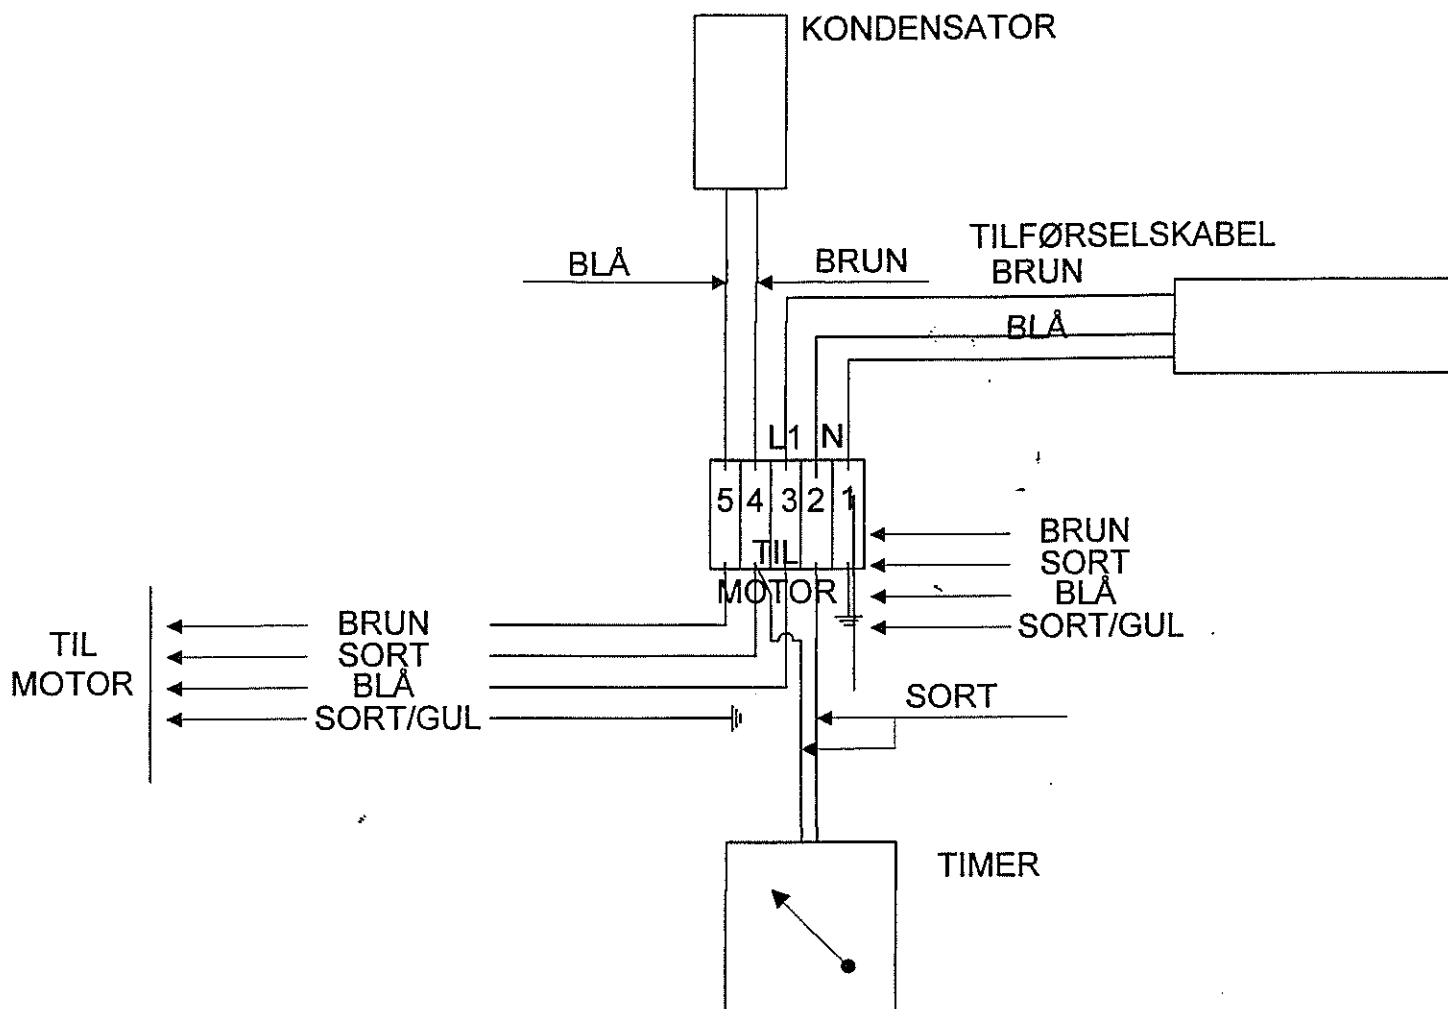 KONDENSATOR
TILFØRSELSKABEL
BLÅ
BRUN
BRUN
BLÅ
L1 N
5 4 3 2 1
TIL
MOTOR
BRUN
SORT
BLÅ
SORT/GUL
TIL
MOTOR
BRUN
SORT
BLÅ
SORT/GUL
SORT
TIMER